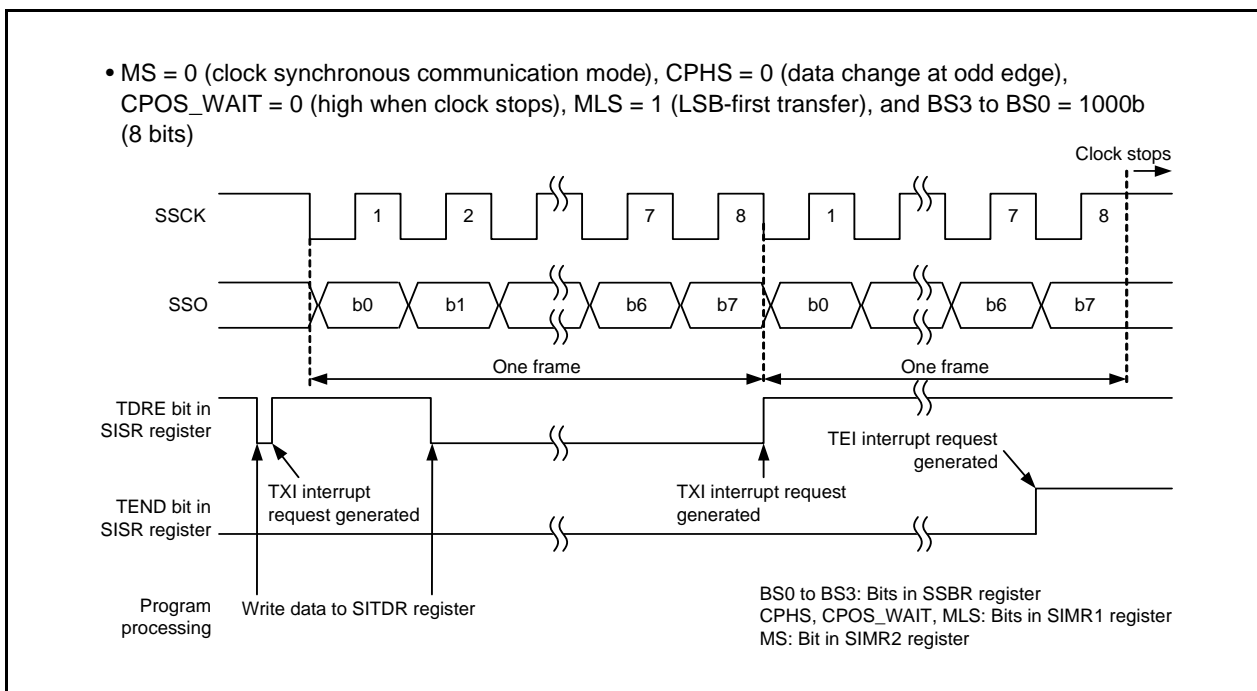 • MS = 0 (clock synchronous communication mode), CPHS = 0 (data change at odd edge),
CPOS_WAIT = 0 (high when clock stops), MLS = 1 (LSB-first transfer), and BS3 to BS0 = 1000b
(8 bits)
Clock stops
SSCK
1
2
7
8
1
7
8
SSO
b0
b1
b6
b7
b0
b6
b7
One frame
One frame
TDRE bit in
SISR register
TEI interrupt request
generated
TXI interrupt
request generated
TXI interrupt request
generated
TEND bit in
SISR register
Program
processing
Write data to SITDR register
BS0 to BS3: Bits in SSBR register
CPHS, CPOS_WAIT, MLS: Bits in SIMR1 register
MS: Bit in SIMR2 register